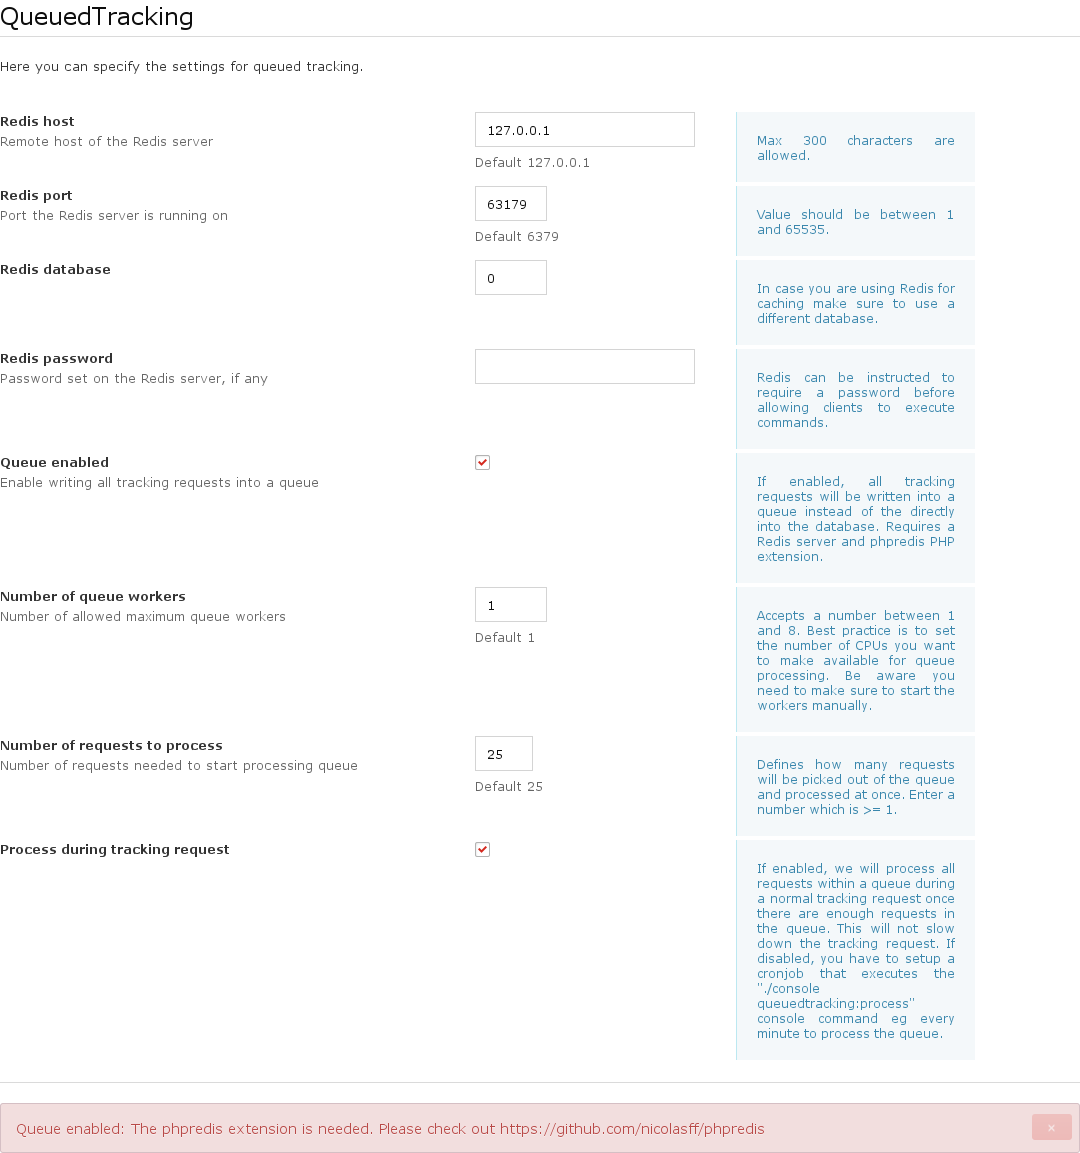 QueuedTracking
Here you can specify the settings for queued tracking.
Redis host
Remote host of the Redis server
127.0.0.1
Default 127.0.0.1
Max 300 characters are
allowed.
Redis port
Port the Redis server is running on
63179
Default 6379
Value should be between 1
and 65535.
Redis database
0
In case you are using Redis for
caching make sure to use a
different database.
Redis password
Password set on the Redis server, if any
Redis can be instructed to
require a password before
allowing clients to execute
commands.
Queue enabled
Enable writing all tracking requests into a queue
If enabled, all tracking
requests will be written into a
queue instead of the directly
into the database. Requires a
Redis server and phpredis PHP
extension.
Number of queue workers
Number of allowed maximum queue workers
1
Default 1
Accepts a number between 1
and 8. Best practice is to set
the number of CPUs you want
to make available for queue
processing. Be aware you
need to make sure to start the
workers manually.
Number of requests to process
Number of requests needed to start processing queue
25
Default 25
Defines how many requests
will be picked out of the queue
and processed at once. Enter a
number which is >= 1.
Process during tracking request
If enabled, we will process all
requests within a queue during
a normal tracking request once
there are enough requests in
the queue. This will not slow
down the tracking request. If
disabled, you have to setup a
cronjob that executes the
"./console
queuedtracking:process"
console command eg every
minute to process the queue.
Queue enabled: The phpredis extension is needed. Please check out https://github.com/nicolasff/phpredis
×